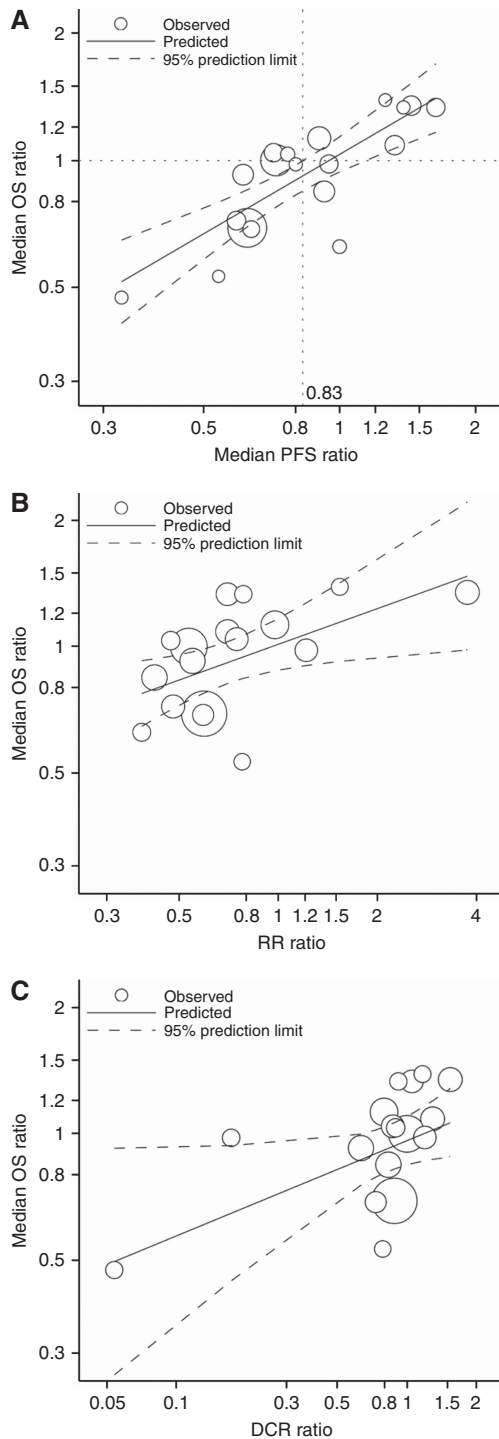 A
Observed
Predicted
95% prediction limit
Median OS ratio
2
1.5
1.2
1
0.8
0.5
0.3
0.83
0.3 0.5 0.8 1 1.2 1.5 2
Median PFS ratio
B
Observed
Predicted
95% prediction limit
Median OS ratio
2
1.5
1.2
1
0.8
0.5
0.3
0.3 0.5 0.8 1 1.2 1.5 2 4
RR ratio
C
Observed
Predicted
95% prediction limit
Median OS ratio
2
1.5
1.2
1
0.8
0.5
0.3
0.05 0.1 0.3 0.5 0.8 1 1.5 2
DCR ratio